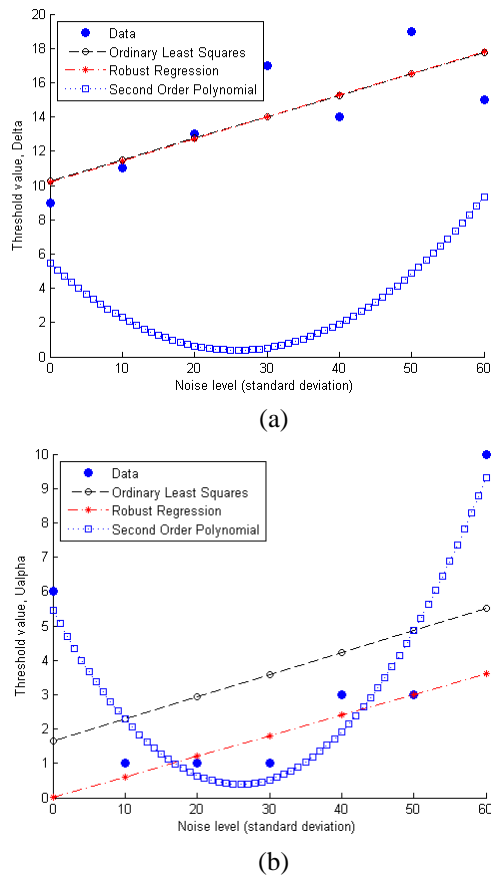 20
18
16
14
12
10
8
6
4
2
0
Threshold value, Delta
Data
Ordinary Least Squares
Robust Regression
Second Order Polynomial
0 10 20 30 40 50 60
Noise level (standard deviation)
(a)
10
9
8
7
6
5
4
3
2
1
0
Threshold value, Ualpha
Data
Ordinary Least Squares
Robust Regression
Second Order Polynomial
0 10 20 30 40 50 60
Noise level (standard deviation)
(b)